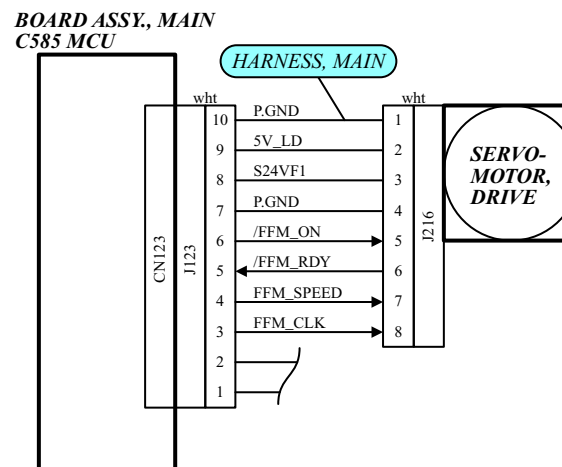 BOARD ASSY., MAIN
C585 MCU
HARNESS, MAIN
wht
wht
CN123
J123
10
P.GND
1
9
5V_LD
2
8
S24VF1
3
7
P.GND
4
6
/FFM_ON
5
5
/FFM_RDY
6
4
FFM_SPEED
7
3
FFM_CLK
8
2
1
J216
SERVO-
MOTOR,
DRIVE